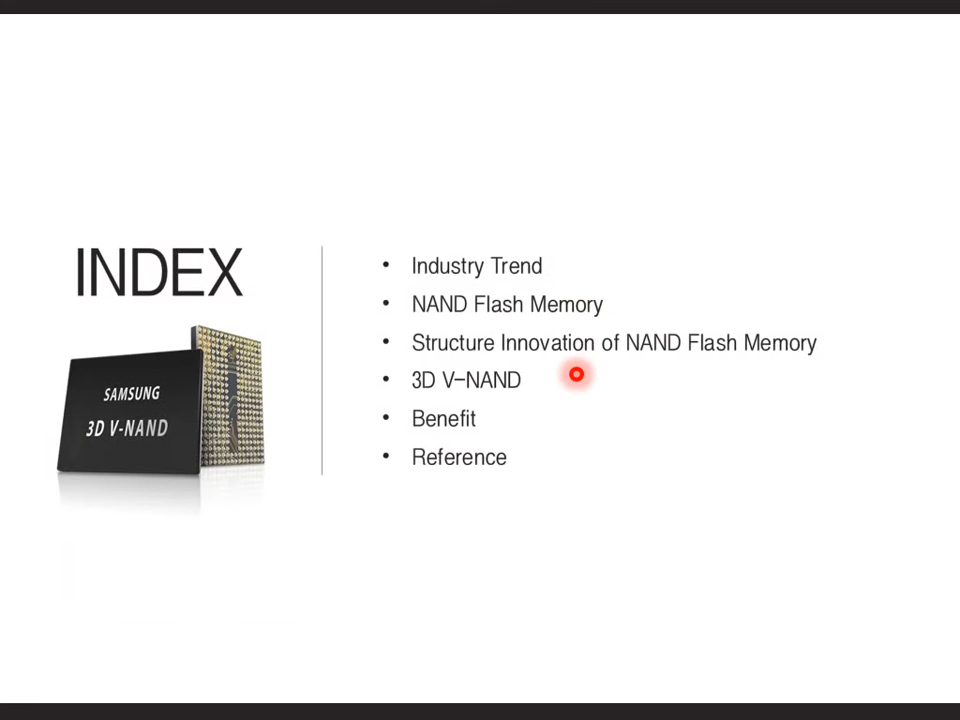 INDEX
SAMSUNG
3D V-NAND
• Industry Trend
• NAND Flash Memory
• Structure Innovation of NAND Flash Memory
• 3D V-NAND
• Benefit
• Reference